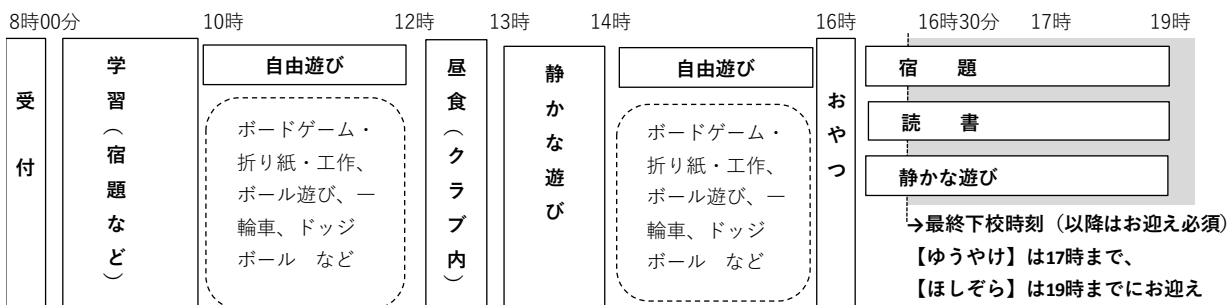 8時00分 10時 12時 13時 14時 16時 16時30分 17時 19時
受付
学習（宿題など）
自由遊び
ボードゲーム・
折り紙・工作、
ボール遊び、一
輪車、ドッジ
ボール など
昼食（クラブ内）
静かな遊び
自由遊び
ボードゲーム・
折り紙・工作、
ボール遊び、一
輪車、ドッジ
ボール など
おやつ
宿 題
読 書
静かな遊び
→最終下校時刻（以降はお迎え必須）
【ゆうやけ】は17時まで、
【ほしぞら】は19時までにお迎え